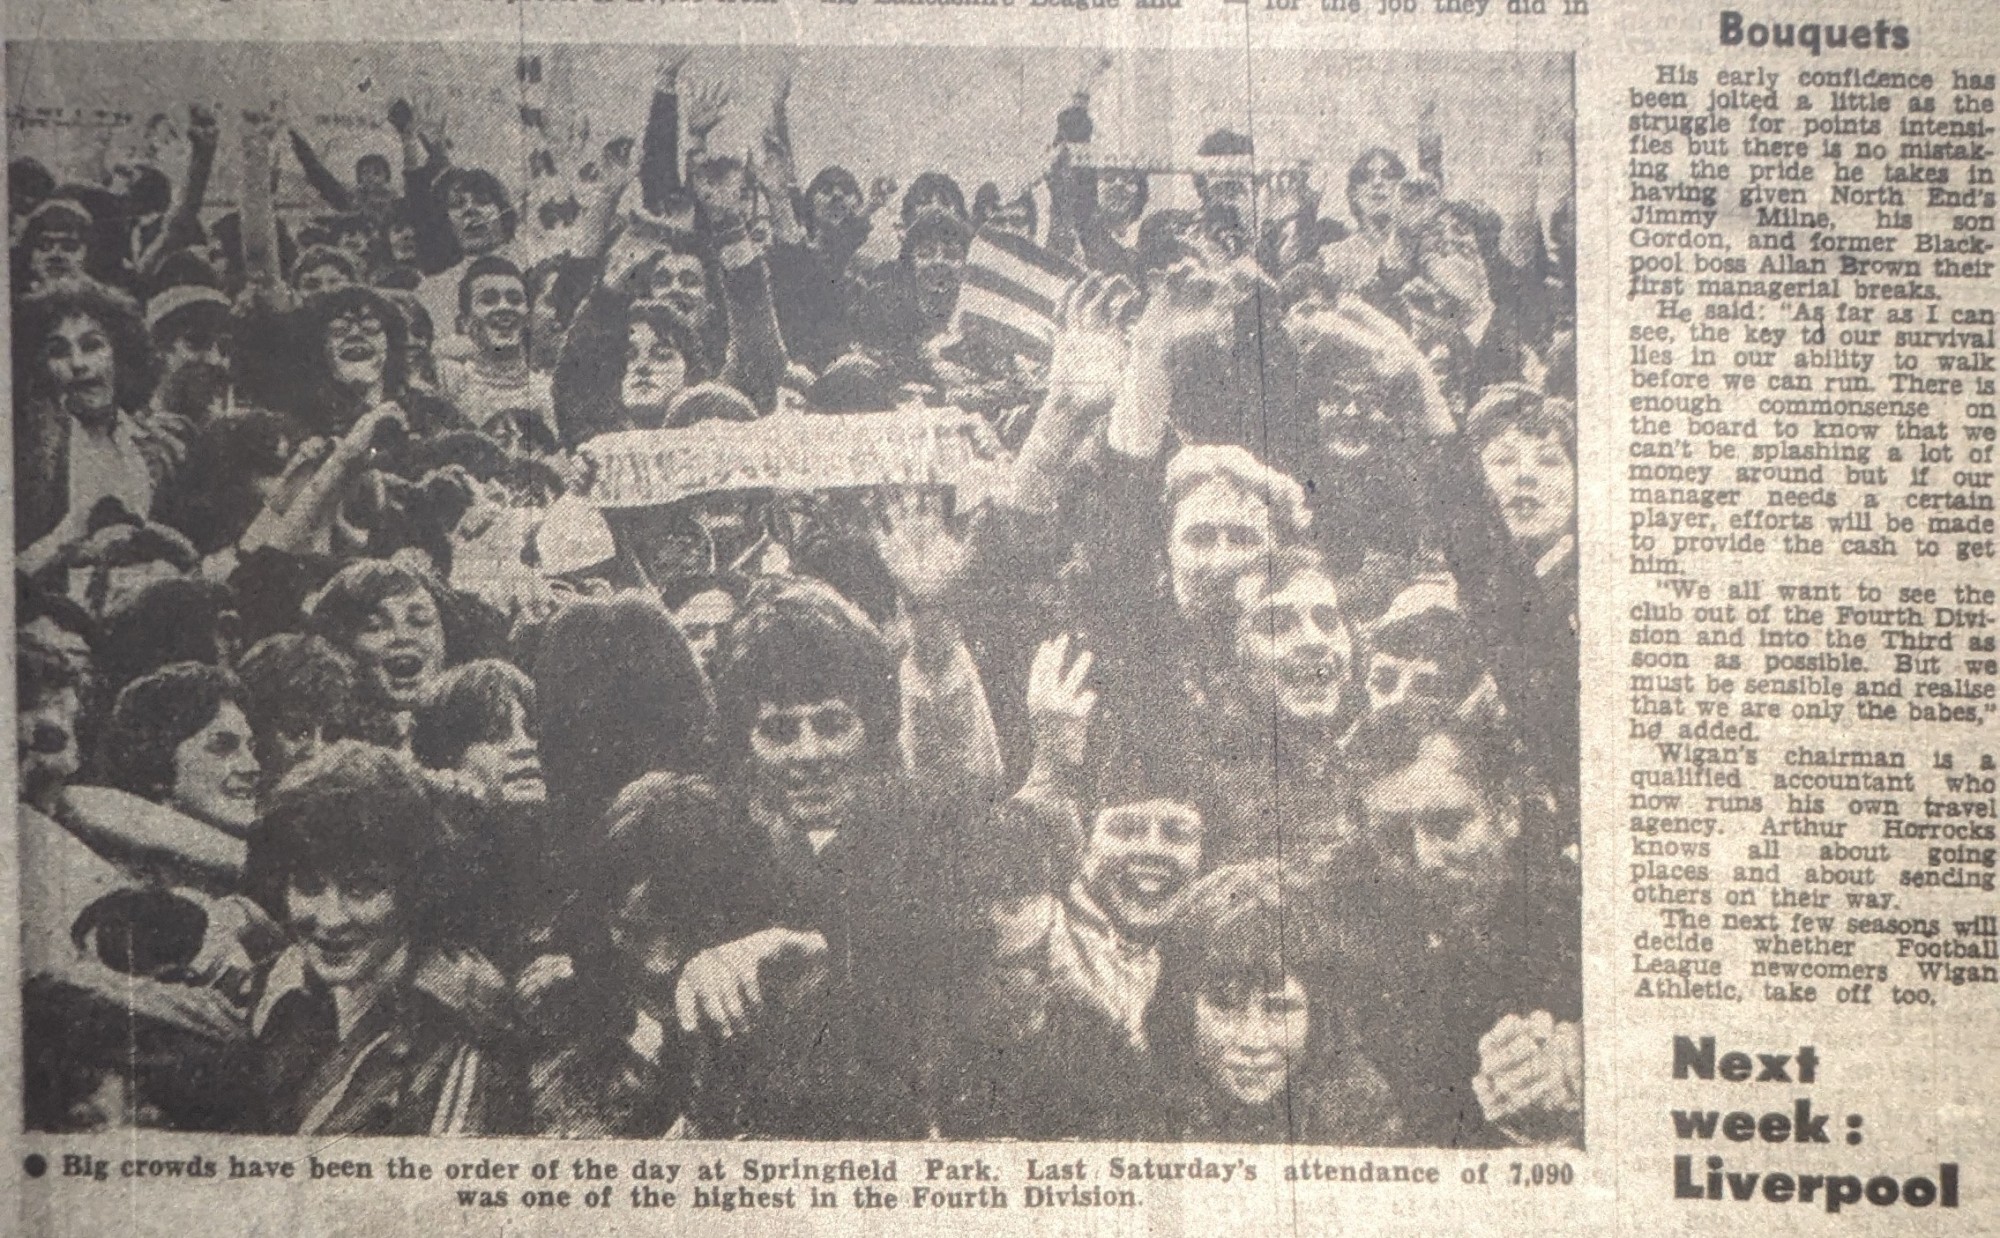 for the job they did in
Bouquets
His early confidence has
been jolted a little as the
struggle for points intensi-
fies but there is no mistak-
ing the pride he takes in
having given North End's
Jimmy Milne, his son
Gordon, and former Black-
pool boss Allan Brown their
first managerial breaks.
He said: "As far as I can
see, the key to our survival
lies in our ability to walk
before we can run. There is
enough commonsense on
the board to know that we
can't be splashing a lot of
money around but if our
manager needs a certain
player, efforts will be made
to provide the cash to get
him.
"We all want to see the
club out of the Fourth Divi-
sion and into the Third as
soon as possible. But we
must be sensible and realise
that we are only the babes,"
he added.
Wigan's chairman is a
qualified accountant who
now runs his own travel
agency. Arthur Horrocks
knows all about going
places and about sending
others on their way.
The next few seasons will
decide whether Football
League newcomers Wigan
Athletic, take off too.
Next
week:
Liverpool
● Big crowds have been the order of the day at Springfield Park. Last Saturday's attendance of 7,090
was one of the highest in the Fourth Division.